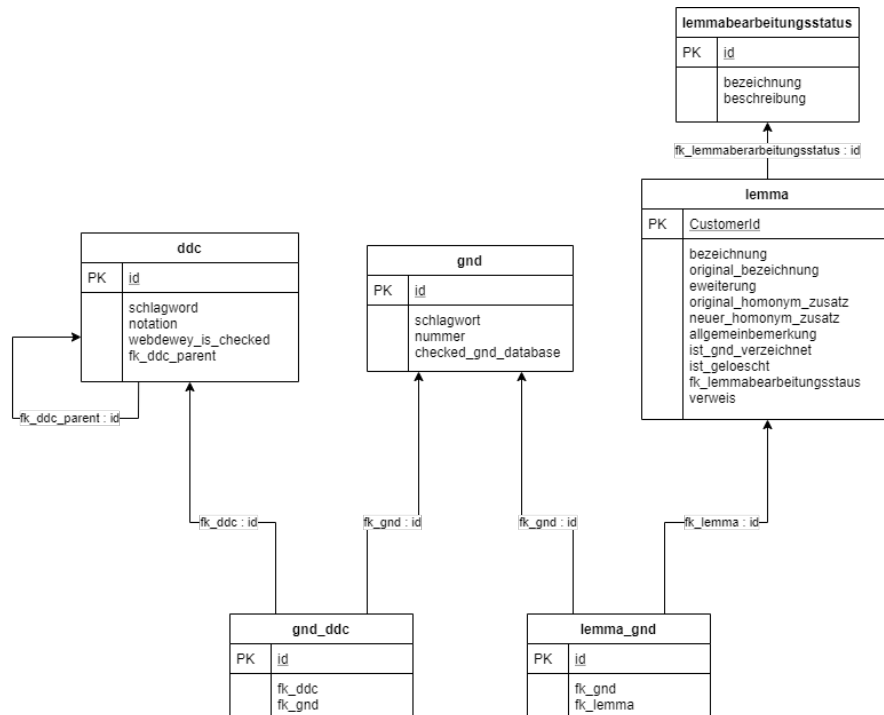 lemmabearbeitungsstatus
PK id
bezeichnung
beschreibung
fk_lemmaberarbeitungsstatus : id
lemma
PK CustomerId
bezeichnung
original_bezeichnung
eweiterung
original_homonym_zusatz
neuer_homonym_zusatz
allgemeinbemerkung
ist_gnd_verzeichnet
ist_geloescht
fk_lemmabearbeitungsstaus
verweis
ddc
PK id
schlagword
notation
webdewey_is_checked
fk_ddc_parent
fk_ddc_parent : id
gnd
PK id
schlagwort
nummer
checked_gnd_database
fk_ddc : id
fk_gnd : id
fk_gnd : id
fk_lemma : id
gnd_ddc
PK id
fk_ddc
fk_gnd
lemma_gnd
PK id
fk_gnd
fk_lemma